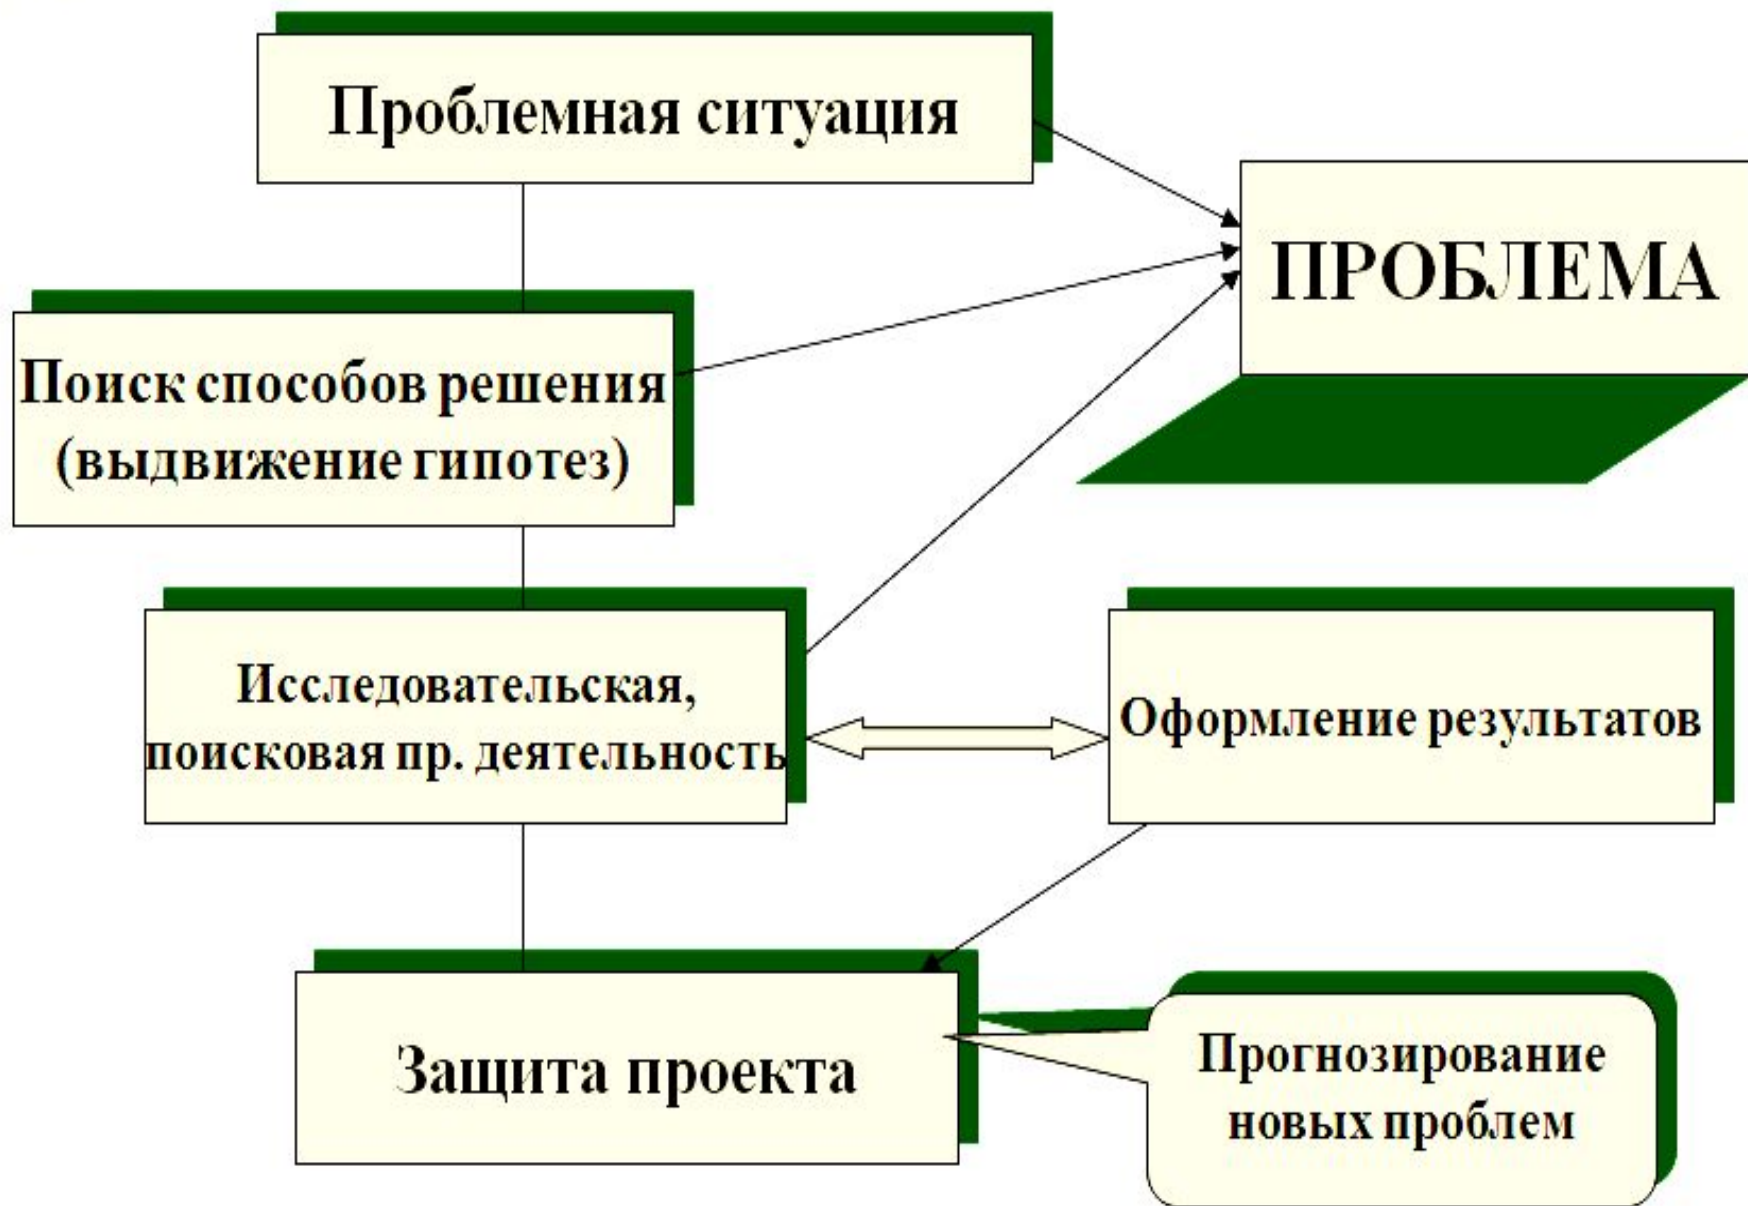 Проблемная ситуация
ПРОБЛЕМА
Поиск способов решения
(выдвижение гипотез)
Исследовательская,
поисковая пр. деятельность
Оформление результатов
Защита проекта
Прогнозирование
новых проблем